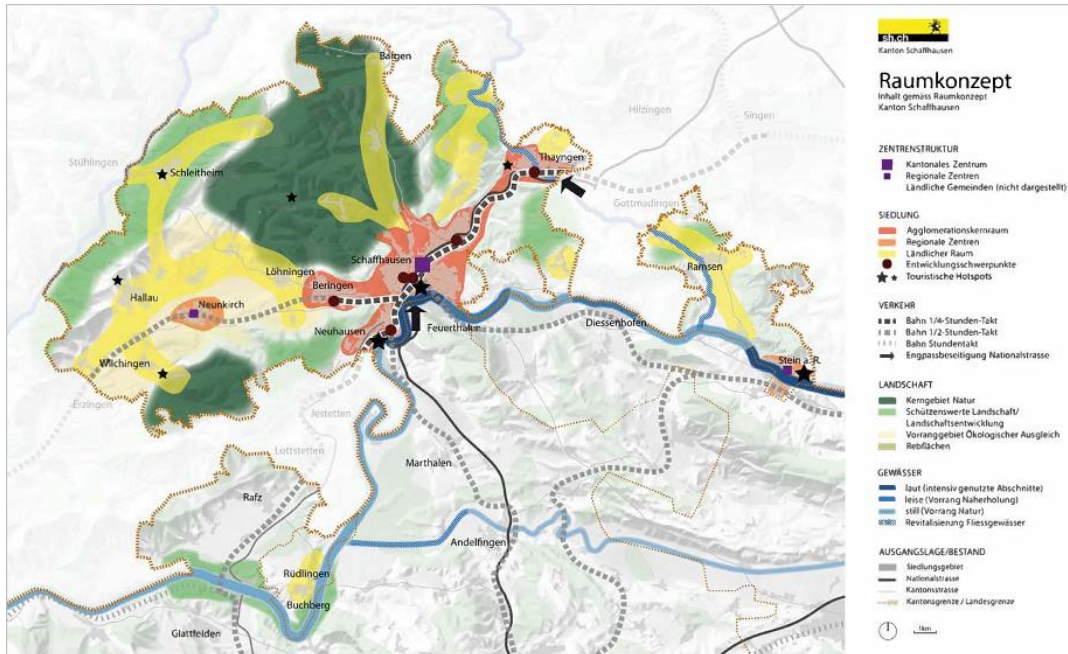 Bargen
Hilzingen
Singen
Stühlingen
Schleitheim
Thayngen
Gottmadingen
Schaffhausen
Löhningen
Beringen
Ramsen
Hallau
Neunkirch
Neuhausen
Feuerthalen
Diessenhofen
Wilchingen
Stein a. R.
Erzingen
Jestetten
Lottstetten
Marthalen
Rafz
Andelfingen
Rüdlingen
Buchberg
Glattfelden
sh.ch
Kanton Schaffhausen
Raumkonzept
Inhalt gemäss Raumkonzept
Kanton Schaffhausen
ZENTRENSTRUKTUR
Kantonales Zentrum
Regionale Zentren
Ländliche Gemeinden (nicht dargestellt)
SIEDLUNG
Agglomerationskernraum
Regionale Zentren
Ländlicher Raum
Entwicklungsschwerpunkte
Touristische Hotspots
VERKEHR
Bahn 1/4-Stunden-Takt
Bahn 1/2-Stunden-Takt
Bahn Stundentakt
Engpassbeseitigung Nationalstrasse
LANDSCHAFT
Kerngebiet Natur
Schützenswerte Landschaft/
Landschaftsentwicklung
Vorranggebiet Ökologischer Ausgleich
Rebflächen
GEWÄSSER
laut (intensiv genutzte Abschnitte)
leise (Vorrang Naherholung)
still (Vorrang Natur)
Revitalisierung Fliessgewässer
AUSGANGSLAGE/BESTAND
Siedlungsgebiet
Nationalstrasse
Kantonsstrasse
Kantonsgrenze / Landesgrenze
1km